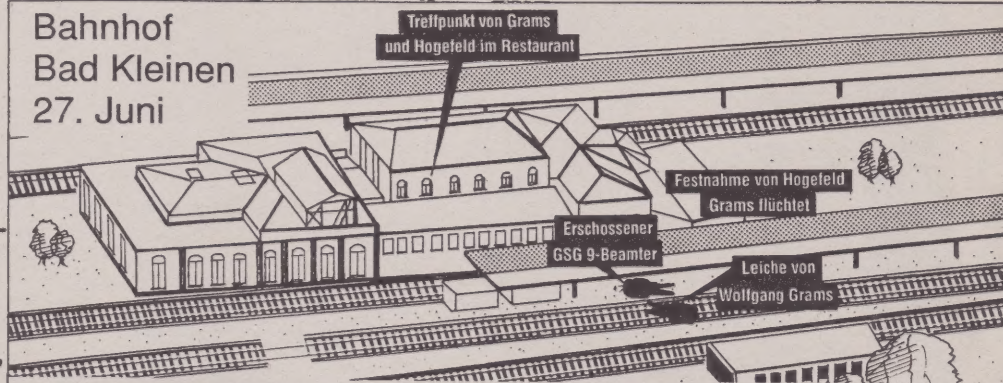 Bahnhof
Bad Kleinen
27. Juni
Treffpunkt von Grams
und Hogefeld im Restaurant
Festnahme von Hogefeld
Grams flüchtet
Erschossener
GSG 9-Beamter
Leiche von
Wolfgang Grams